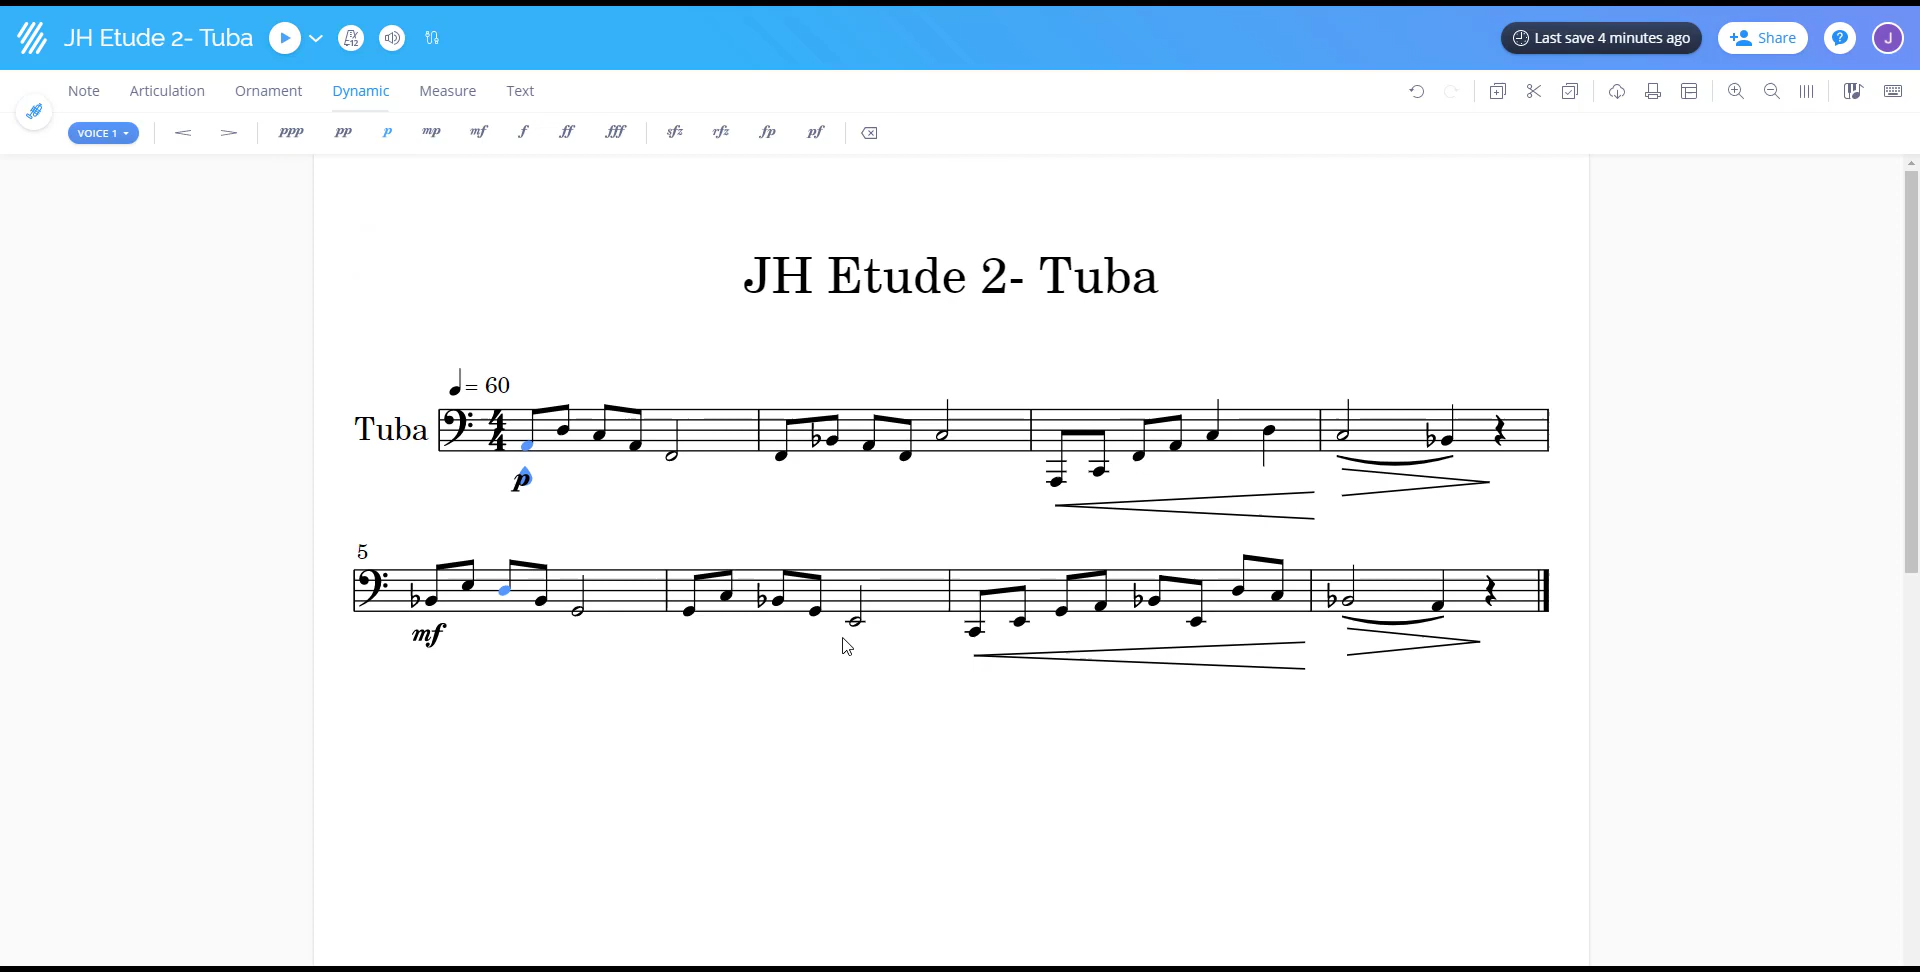 JH Etude 2- Tuba
Last save 4 minutes ago
Share
J
Note Articulation Ornament Dynamic Measure Text
VOICE 1
ppp pp p mp mf f ff fff sfz rfz fp pf
JH Etude 2- Tuba
= 60
Tuba
4
4
p
5
mf